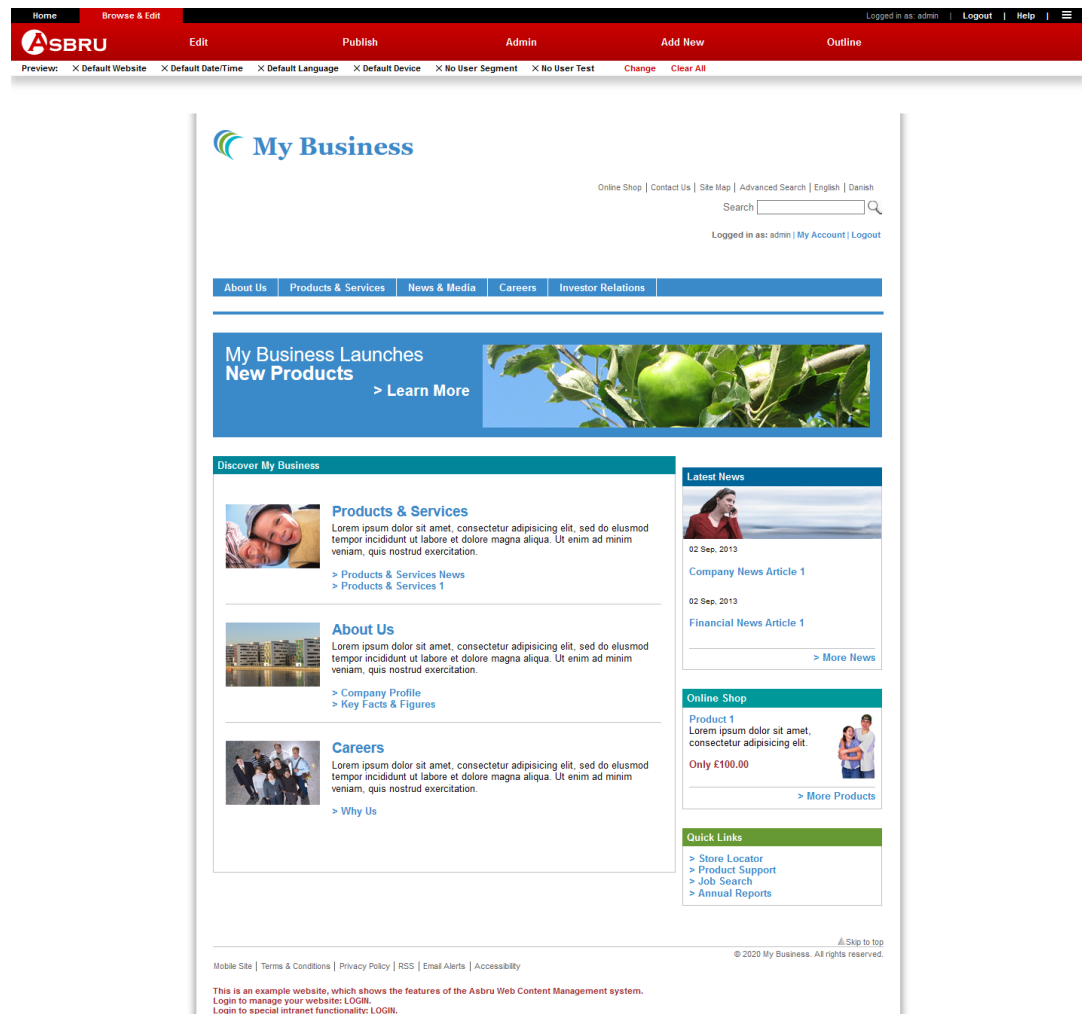 Home Browse & Edit Logged in as: admin | Logout | Help |
ASBRU Edit Publish Admin Add New Outline
Preview: Default Website Default Date/Time Default Language Default Device No User Segment No User Test Change Clear All
My Business
Online Shop | Contact Us | Site Map | Advanced Search | English | Danish
Search
Logged in as: admin | My Account | Logout
About Us Products & Services News & Media Careers Investor Relations
My Business Launches
New Products
> Learn More
Discover My Business
Products & Services
Lorem ipsum dolor sit amet, consectetur adipisicing elit, sed do elusmod
tempor incididunt ut labore et dolore magna aliqua. Ut enim ad minim
veniam, quis nostrud exercitation.
> Products & Services News
> Products & Services 1
About Us
Lorem ipsum dolor sit amet, consectetur adipisicing elit, sed do elusmod
tempor incididunt ut labore et dolore magna aliqua. Ut enim ad minim
veniam, quis nostrud exercitation.
> Company Profile
> Key Facts & Figures
Careers
Lorem ipsum dolor sit amet, consectetur adipisicing elit, sed do elusmod
tempor incididunt ut labore et dolore magna aliqua. Ut enim ad minim
veniam, quis nostrud exercitation.
> Why Us
Latest News
02 Sep, 2013
Company News Article 1
02 Sep, 2013
Financial News Article 1
> More News
Online Shop
Product 1
Lorem ipsum dolor sit amet,
consectetur adipisicing elit.
Only £100.00
> More Products
Quick Links
> Store Locator
> Product Support
> Job Search
> Annual Reports
Skip to top
© 2020 My Business. All rights reserved.
Mobile Site | Terms & Conditions | Privacy Policy | RSS | Email Alerts | Accessibility
This is an example website, which shows the features of the Asbru Web Content Management system.
Login to manage your website: LOGIN.
Login to special intranet functionality: LOGIN.